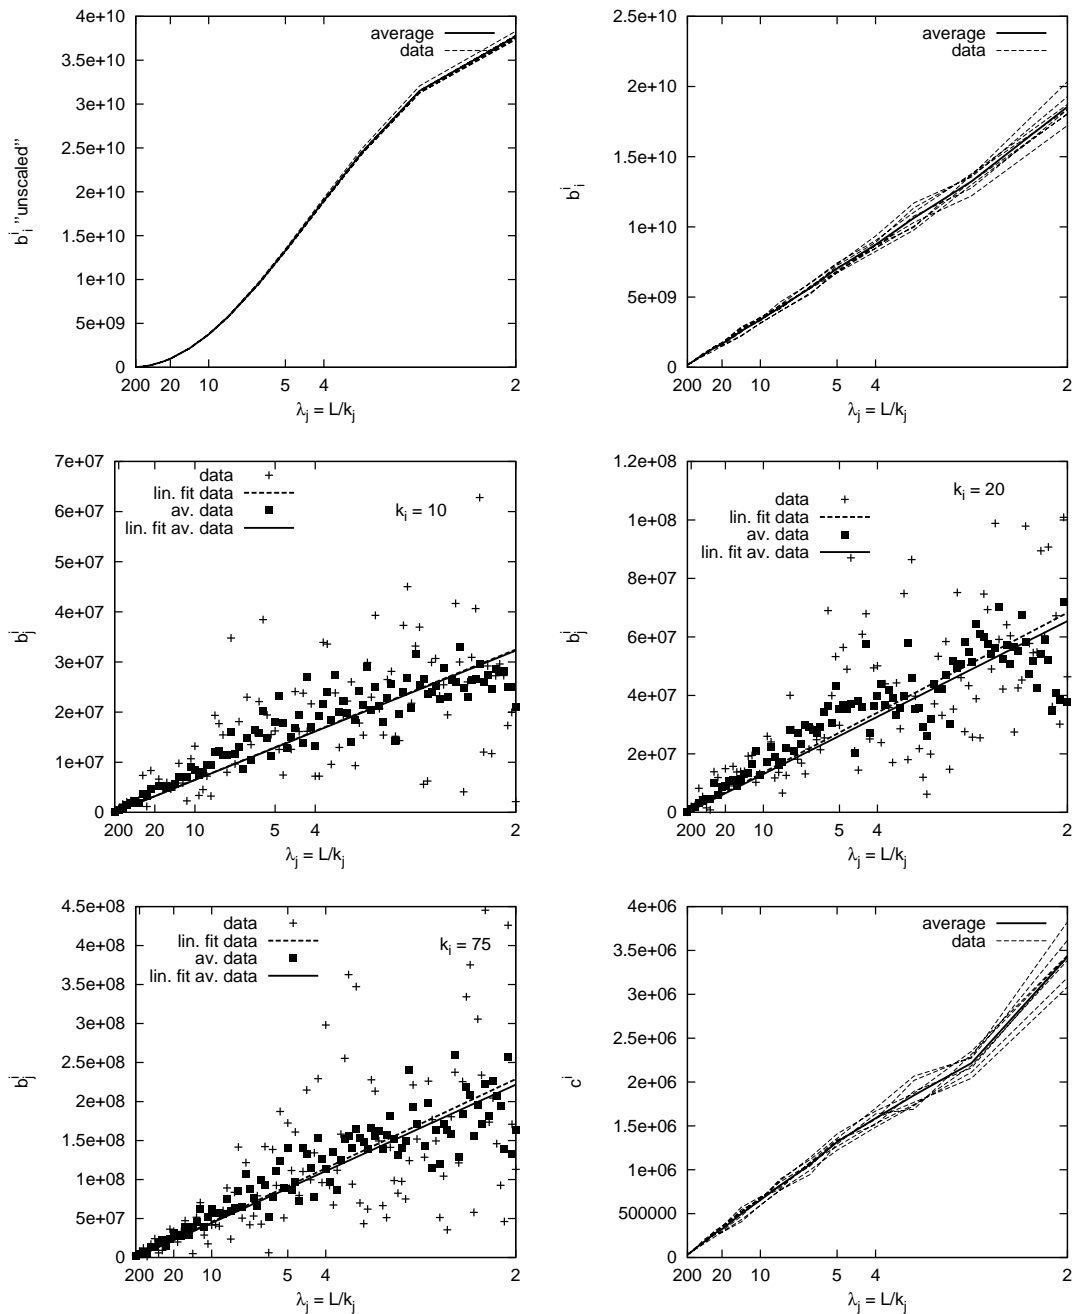 4e+10
3.5e+10
3e+10
2.5e+10
2e+10
1.5e+10
1e+10
5e+09
0
b^i_i "unscaled"
average
data
200 20 10 5 4 2
λ_j = L/k_j
2.5e+10
2e+10
1.5e+10
1e+10
5e+09
0
b^i_i
average
data
200 20 10 5 4 2
λ_j = L/k_j
7e+07
6e+07
5e+07
4e+07
3e+07
2e+07
1e+07
0
b^i_j
data
lin. fit data
av. data
lin. fit av. data
k_i = 10
200 20 10 5 4 2
λ_j = L/k_j
1.2e+08
1e+08
8e+07
6e+07
4e+07
2e+07
0
b^i_j
data
lin. fit data
av. data
lin. fit av. data
k_i = 20
200 20 10 5 4 2
λ_j = L/k_j
4.5e+08
4e+08
3.5e+08
3e+08
2.5e+08
2e+08
1.5e+08
1e+08
5e+07
0
b^i_j
data
lin. fit data
av. data
lin. fit av. data
k_i = 75
200 20 10 5 4 2
λ_j = L/k_j
4e+06
3.5e+06
3e+06
2.5e+06
2e+06
1.5e+06
1e+06
500000
0
c^i
average
data
200 20 10 5 4 2
λ_j = L/k_j